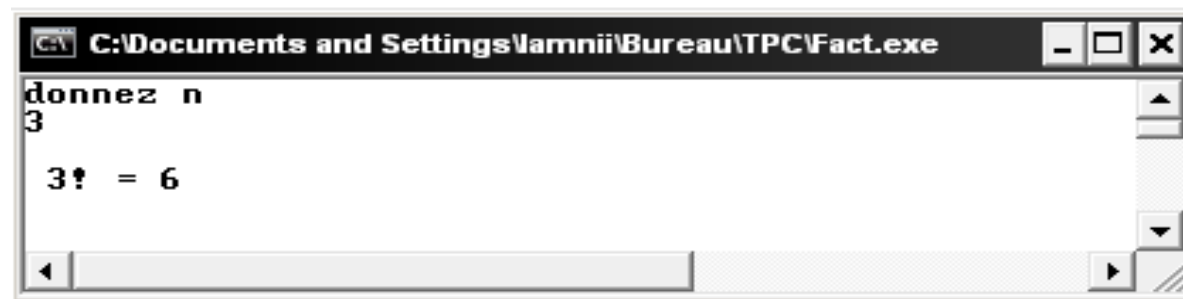 C:\Documents and Settings\lamnii\Bureau\TPC\Fact.exe
donnez n
3
3! = 6